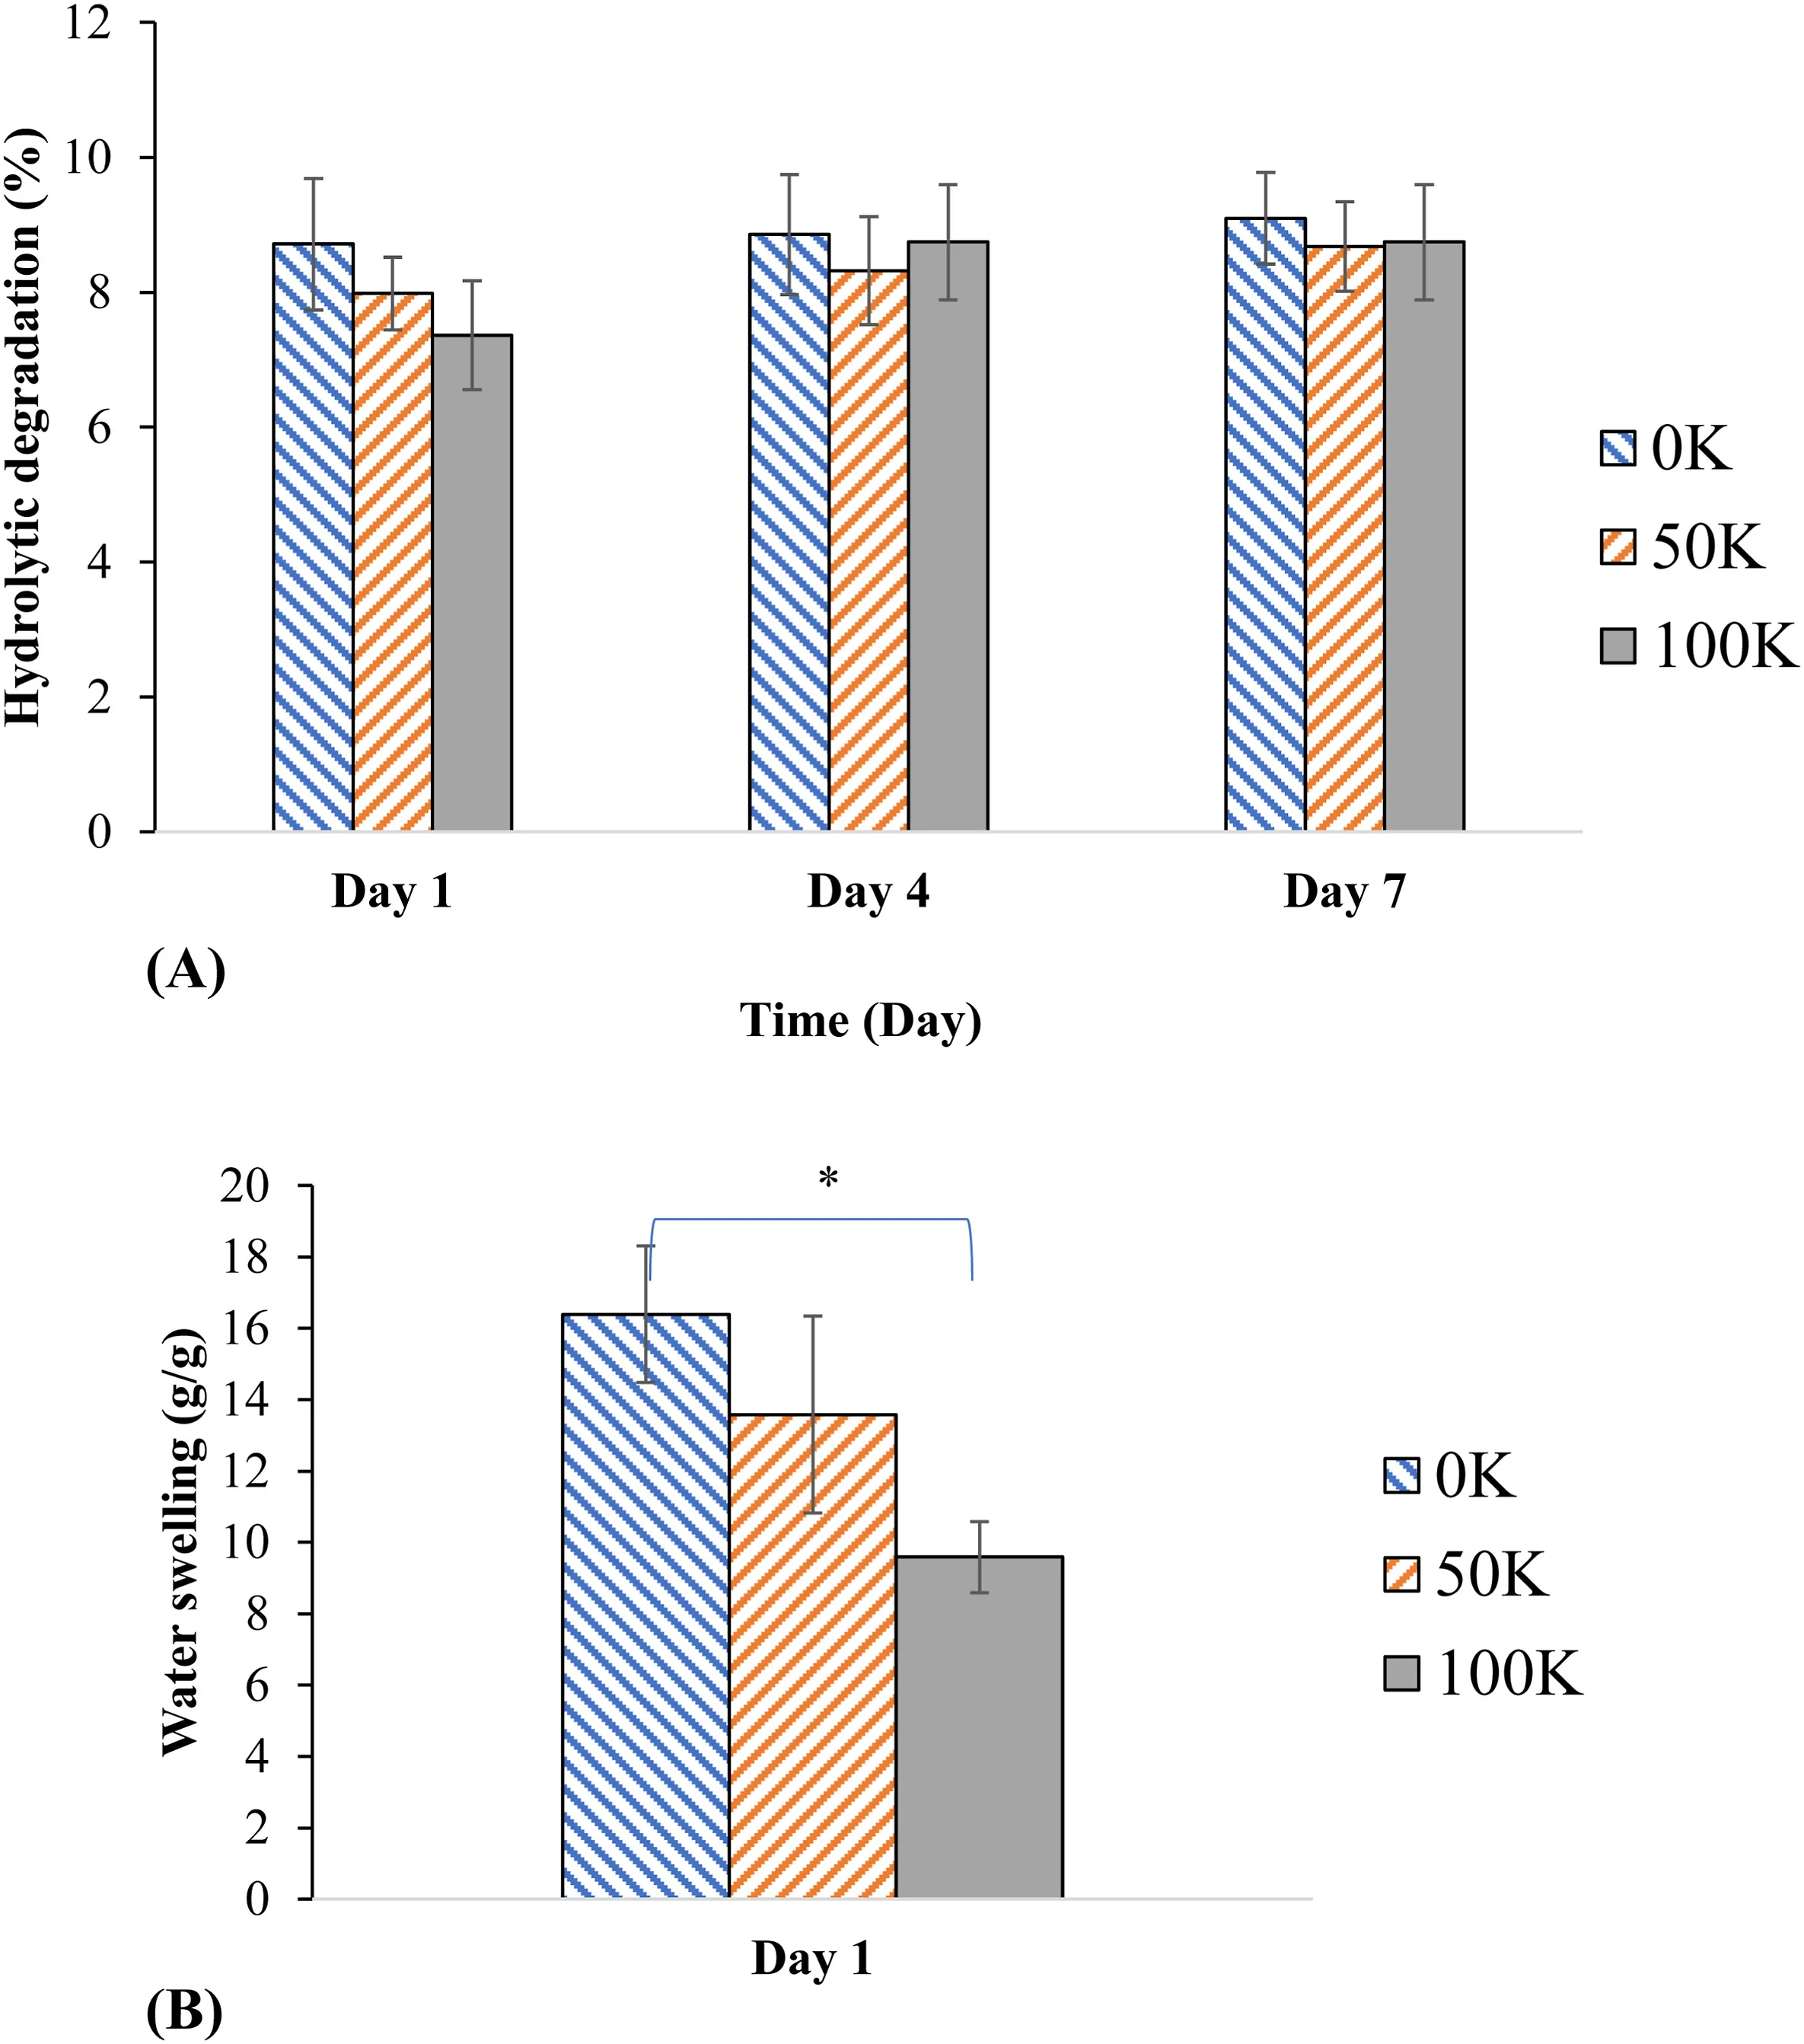 12
10
8
6
4
2
0
Hydrolytic degradation (%)
Day 1
Day 4
Day 7
Time (Day)
0K
50K
100K
(A)
*
20
18
16
14
12
10
8
6
4
2
0
Water swelling (g/g)
Day 1
0K
50K
100K
(B)